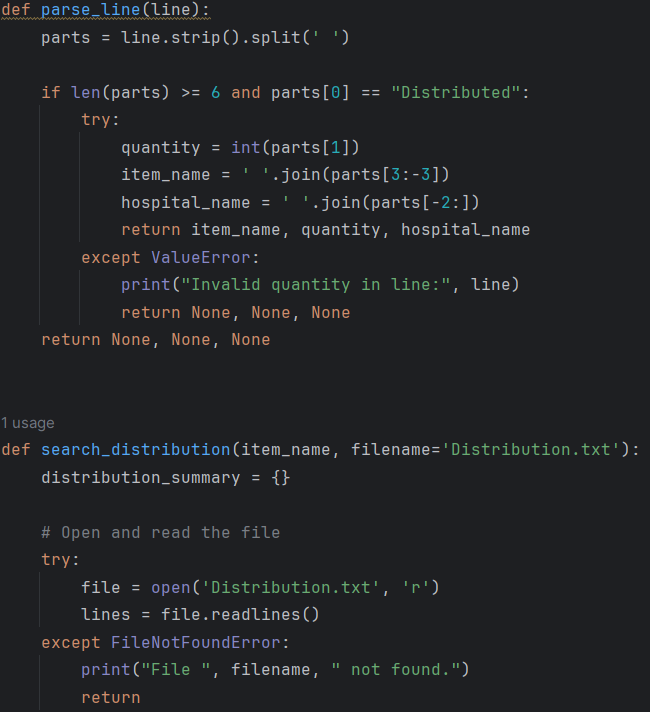 def parse_line(line):
    parts = line.strip().split(' ')

    if len(parts) >= 6 and parts[0] == "Distributed":
        try:
            quantity = int(parts[1])
            item_name = ' '.join(parts[3:-3])
            hospital_name = ' '.join(parts[-2:])
            return item_name, quantity, hospital_name
        except ValueError:
            print("Invalid quantity in line:", line)
            return None, None, None
    return None, None, None


1 usage
def search_distribution(item_name, filename='Distribution.txt'):
    distribution_summary = {}

    # Open and read the file
    try:
        file = open('Distribution.txt', 'r')
        lines = file.readlines()
    except FileNotFoundError:
        print("File ", filename, " not found.")
        return